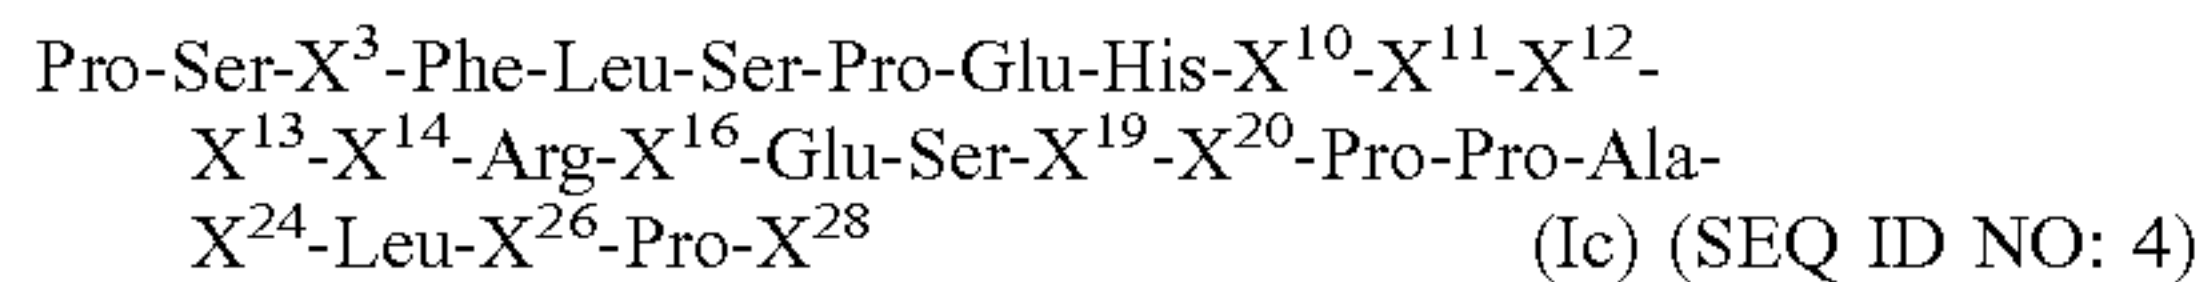 Pro-Ser-X³-Phe-Leu-Ser-Pro-Glu-His-X¹⁰-X¹¹-X¹²-
X¹³-X¹⁴-Arg-X¹⁶-Glu-Ser-X¹⁹-X²⁰-Pro-Pro-Ala-
X²⁴-Leu-X²⁶-Pro-X²⁸ (Ic) (SEQ ID NO: 4)